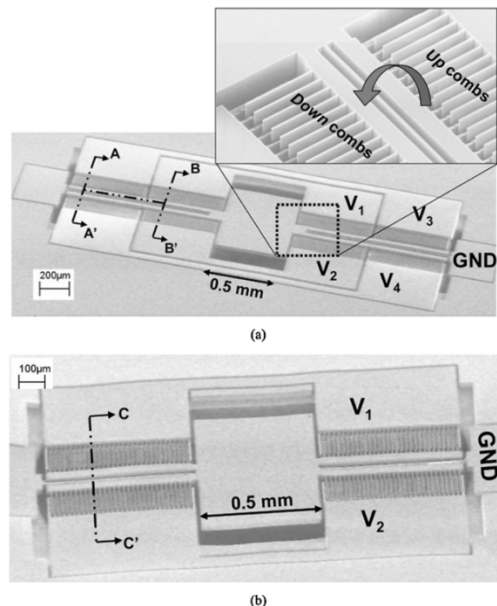 Up combs
Down combs
A
B
V1
V3
A'
B'
V2
V4
GND
0.5 mm
200µm
(a)
100µm
C
V1
GND
0.5 mm
V2
C'
(b)